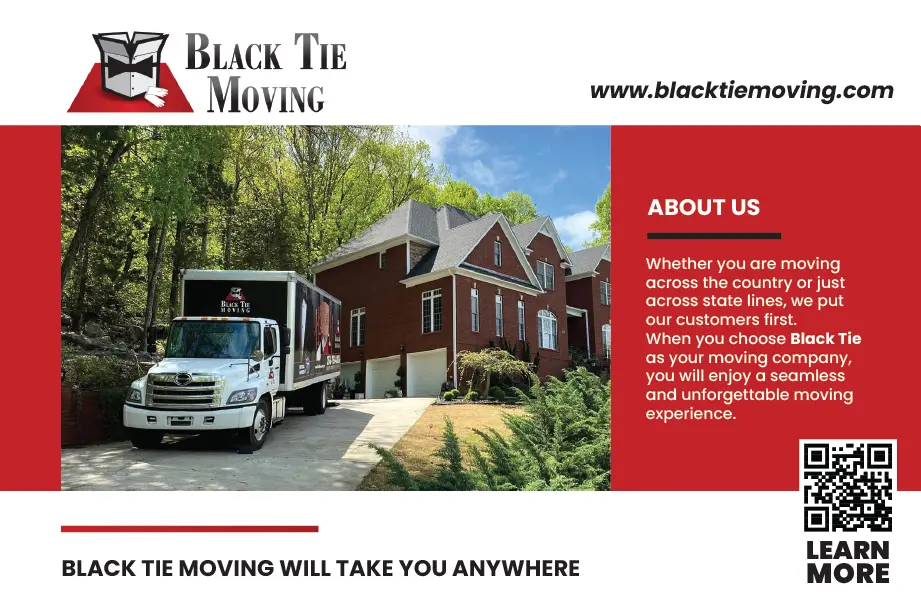 BLACK TIE
MOVING
www.blacktiemoving.com
ABOUT US
Whether you are moving
across the country or just
across state lines, we put
our customers first.
When you choose Black Tie
as your moving company,
you will enjoy a seamless
and unforgettable moving
experience.
BLACK TIE
MOVING
LEARN
MORE
BLACK TIE MOVING WILL TAKE YOU ANYWHERE